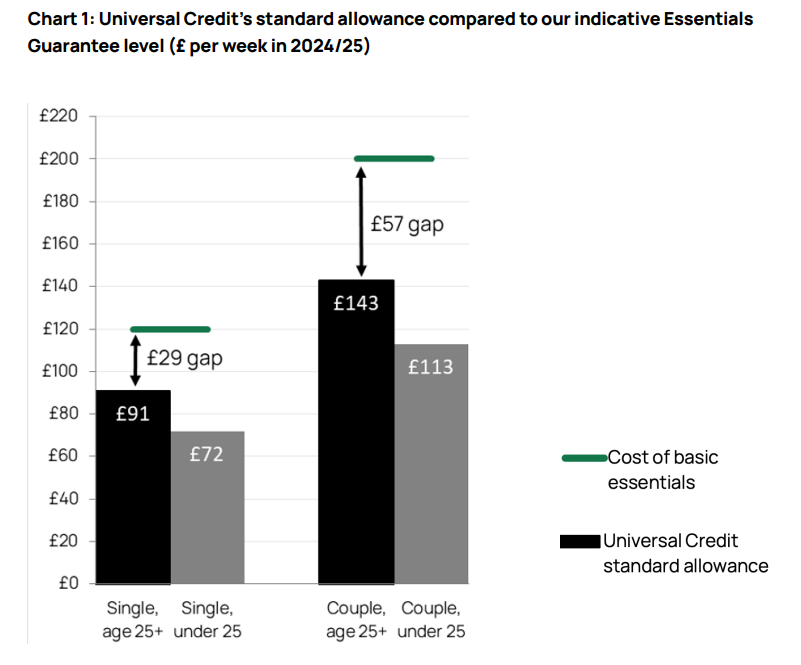 Chart 1: Universal Credit's standard allowance compared to our indicative Essentials
Guarantee level (£ per week in 2024/25)
£220
£200
£180
£160
£140
£120
£100
£80
£60
£40
£20
£0
£57 gap
£143
£113
£29 gap
£91
£72
Single,
age 25+
Single,
under 25
Couple,
age 25+
Couple,
under 25
Cost of basic
essentials
Universal Credit
standard allowance